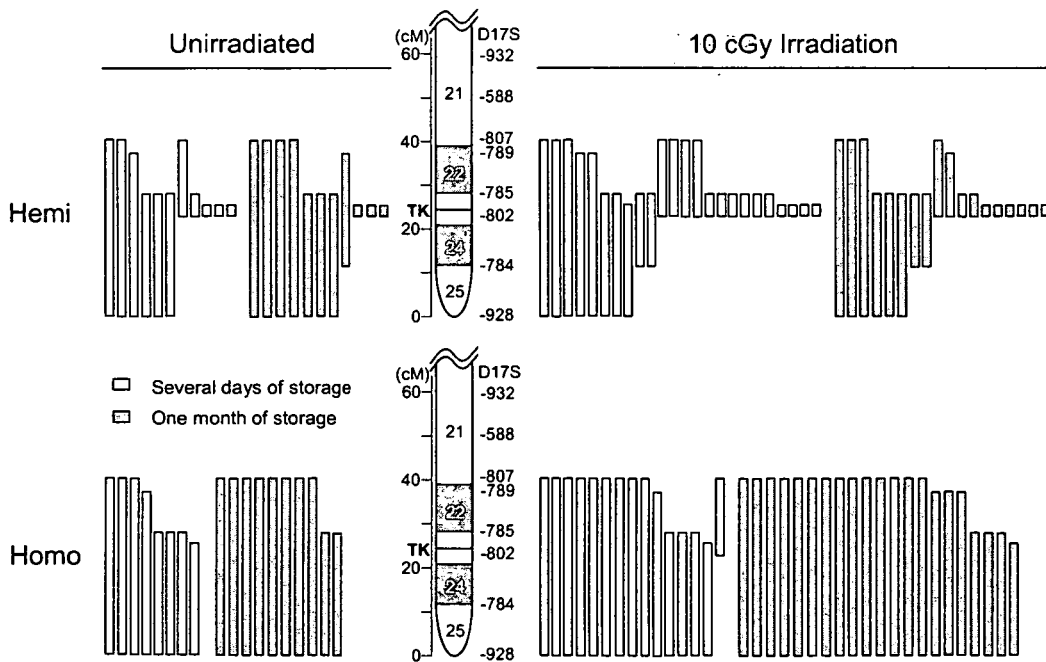 Unirradiated
(cM)
D17S
10 cGy Irradiation
60
-932
21
-588
40
-807
-789
22
-785
Hemi
TK
-802
20
24
-784
25
0
-928
(cM)
D17S
60
-932
Several days of storage
One month of storage
21
-588
40
-807
-789
22
-785
Homo
TK
-802
20
24
-784
25
0
-928